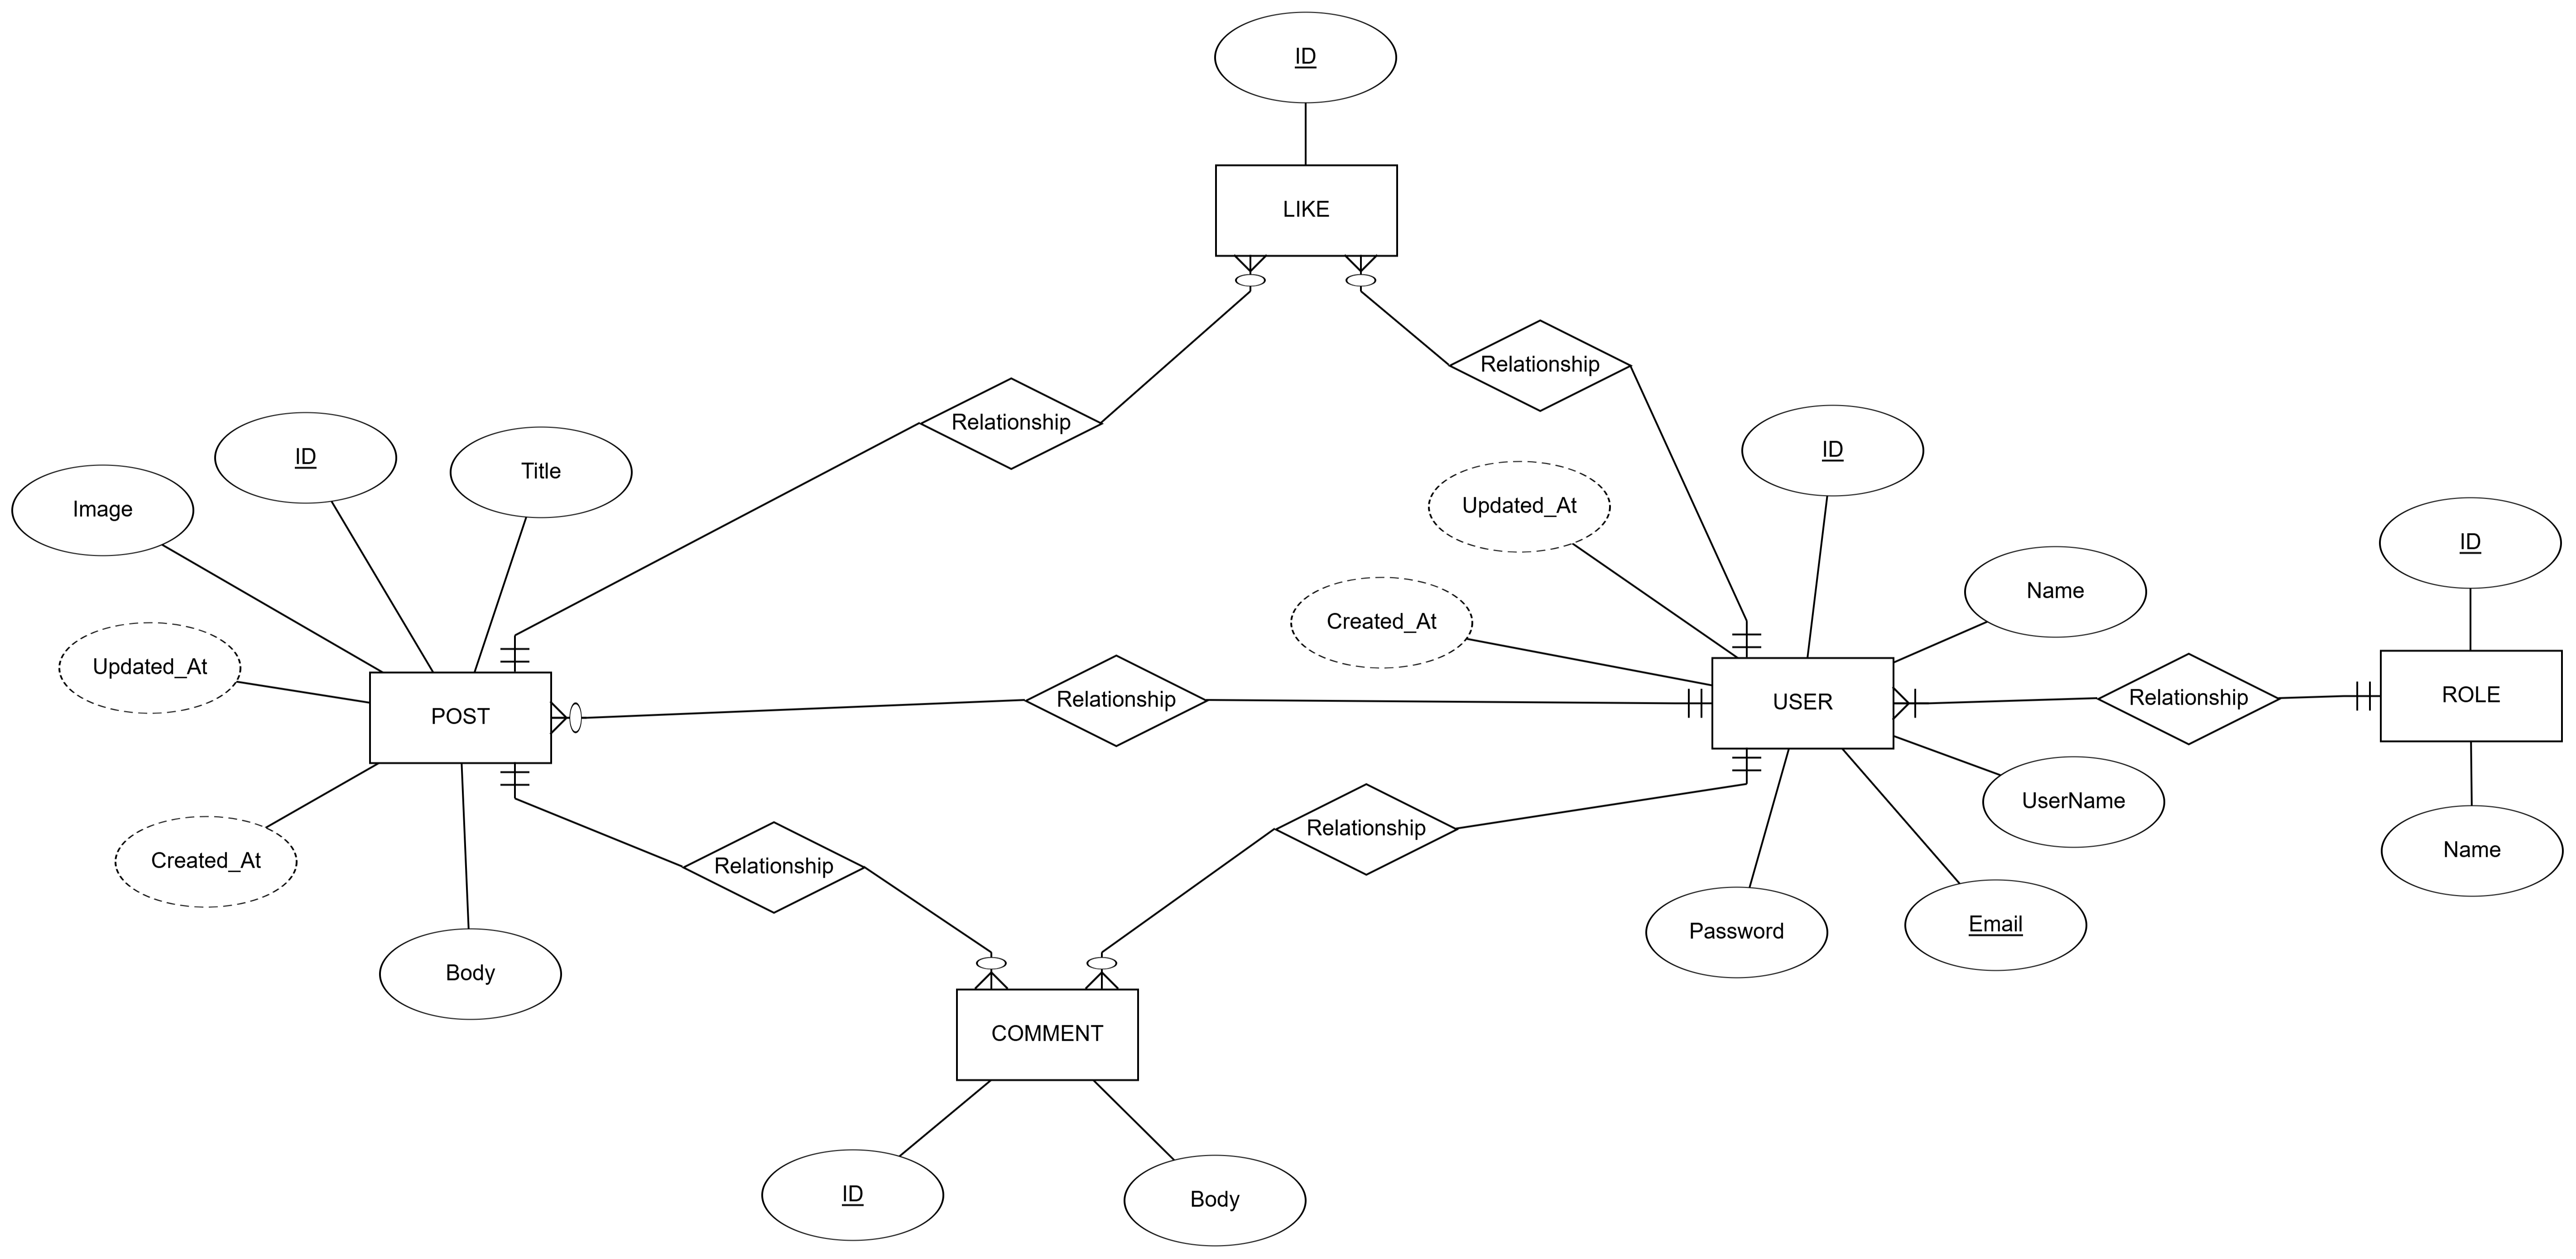 ID
LIKE
Relationship
Relationship
ID
Title
Image
Updated_At
Created_At
Body
POST
Relationship
Updated_At
Created_At
ID
Name
USER
UserName
Email
Password
Relationship
ID
ROLE
Name
Relationship
Relationship
COMMENT
ID
Body